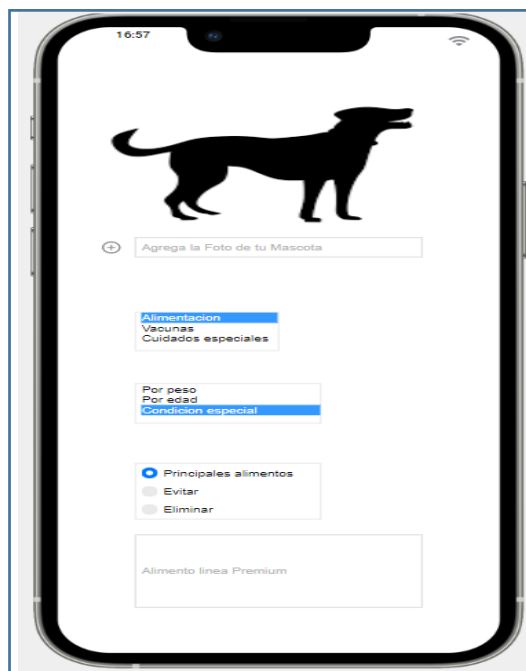 16:57
Agrega la Foto de tu Mascota
Alimentacion
Vacunas
Cuidados especiales
Por peso
Por edad
Condicion especial
Principales alimentos
Evitar
Eliminar
Alimento linea Premium